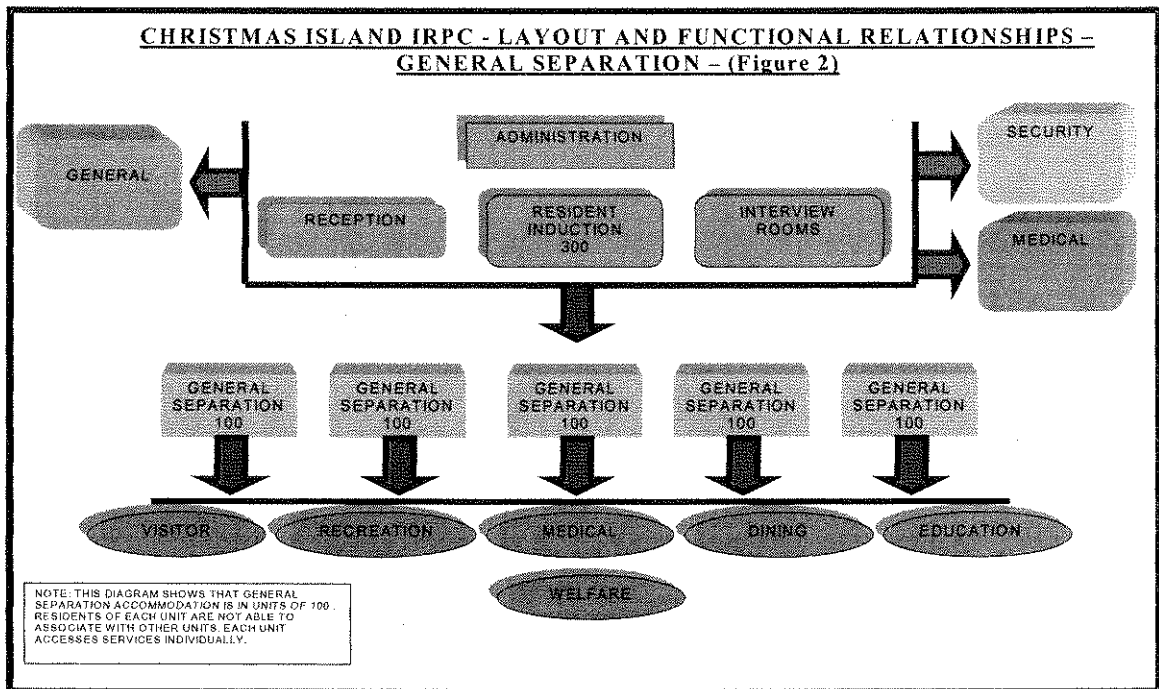 CHRISTMAS ISLAND IRPC - LAYOUT AND FUNCTIONAL RELATIONSHIPS –
GENERAL SEPARATION – (Figure 2)
ADMINISTRATION
SECURITY
GENERAL
RECEPTION
RESIDENT
INDUCTION
300
INTERVIEW
ROOMS
MEDICAL
GENERAL
SEPARATION
100
GENERAL
SEPARATION
100
GENERAL
SEPARATION
100
GENERAL
SEPARATION
100
GENERAL
SEPARATION
100
VISITOR
RECREATION
MEDICAL
DINING
EDUCATION
WELFARE
NOTE: THIS DIAGRAM SHOWS THAT GENERAL
SEPARATION ACCOMMODATION IS IN UNITS OF 100 .
RESIDENTS OF EACH UNIT ARE NOT ABLE TO
ASSOCIATE WITH OTHER UNITS. EACH UNIT
ACCESSES SERVICES INDIVIDUALLY.